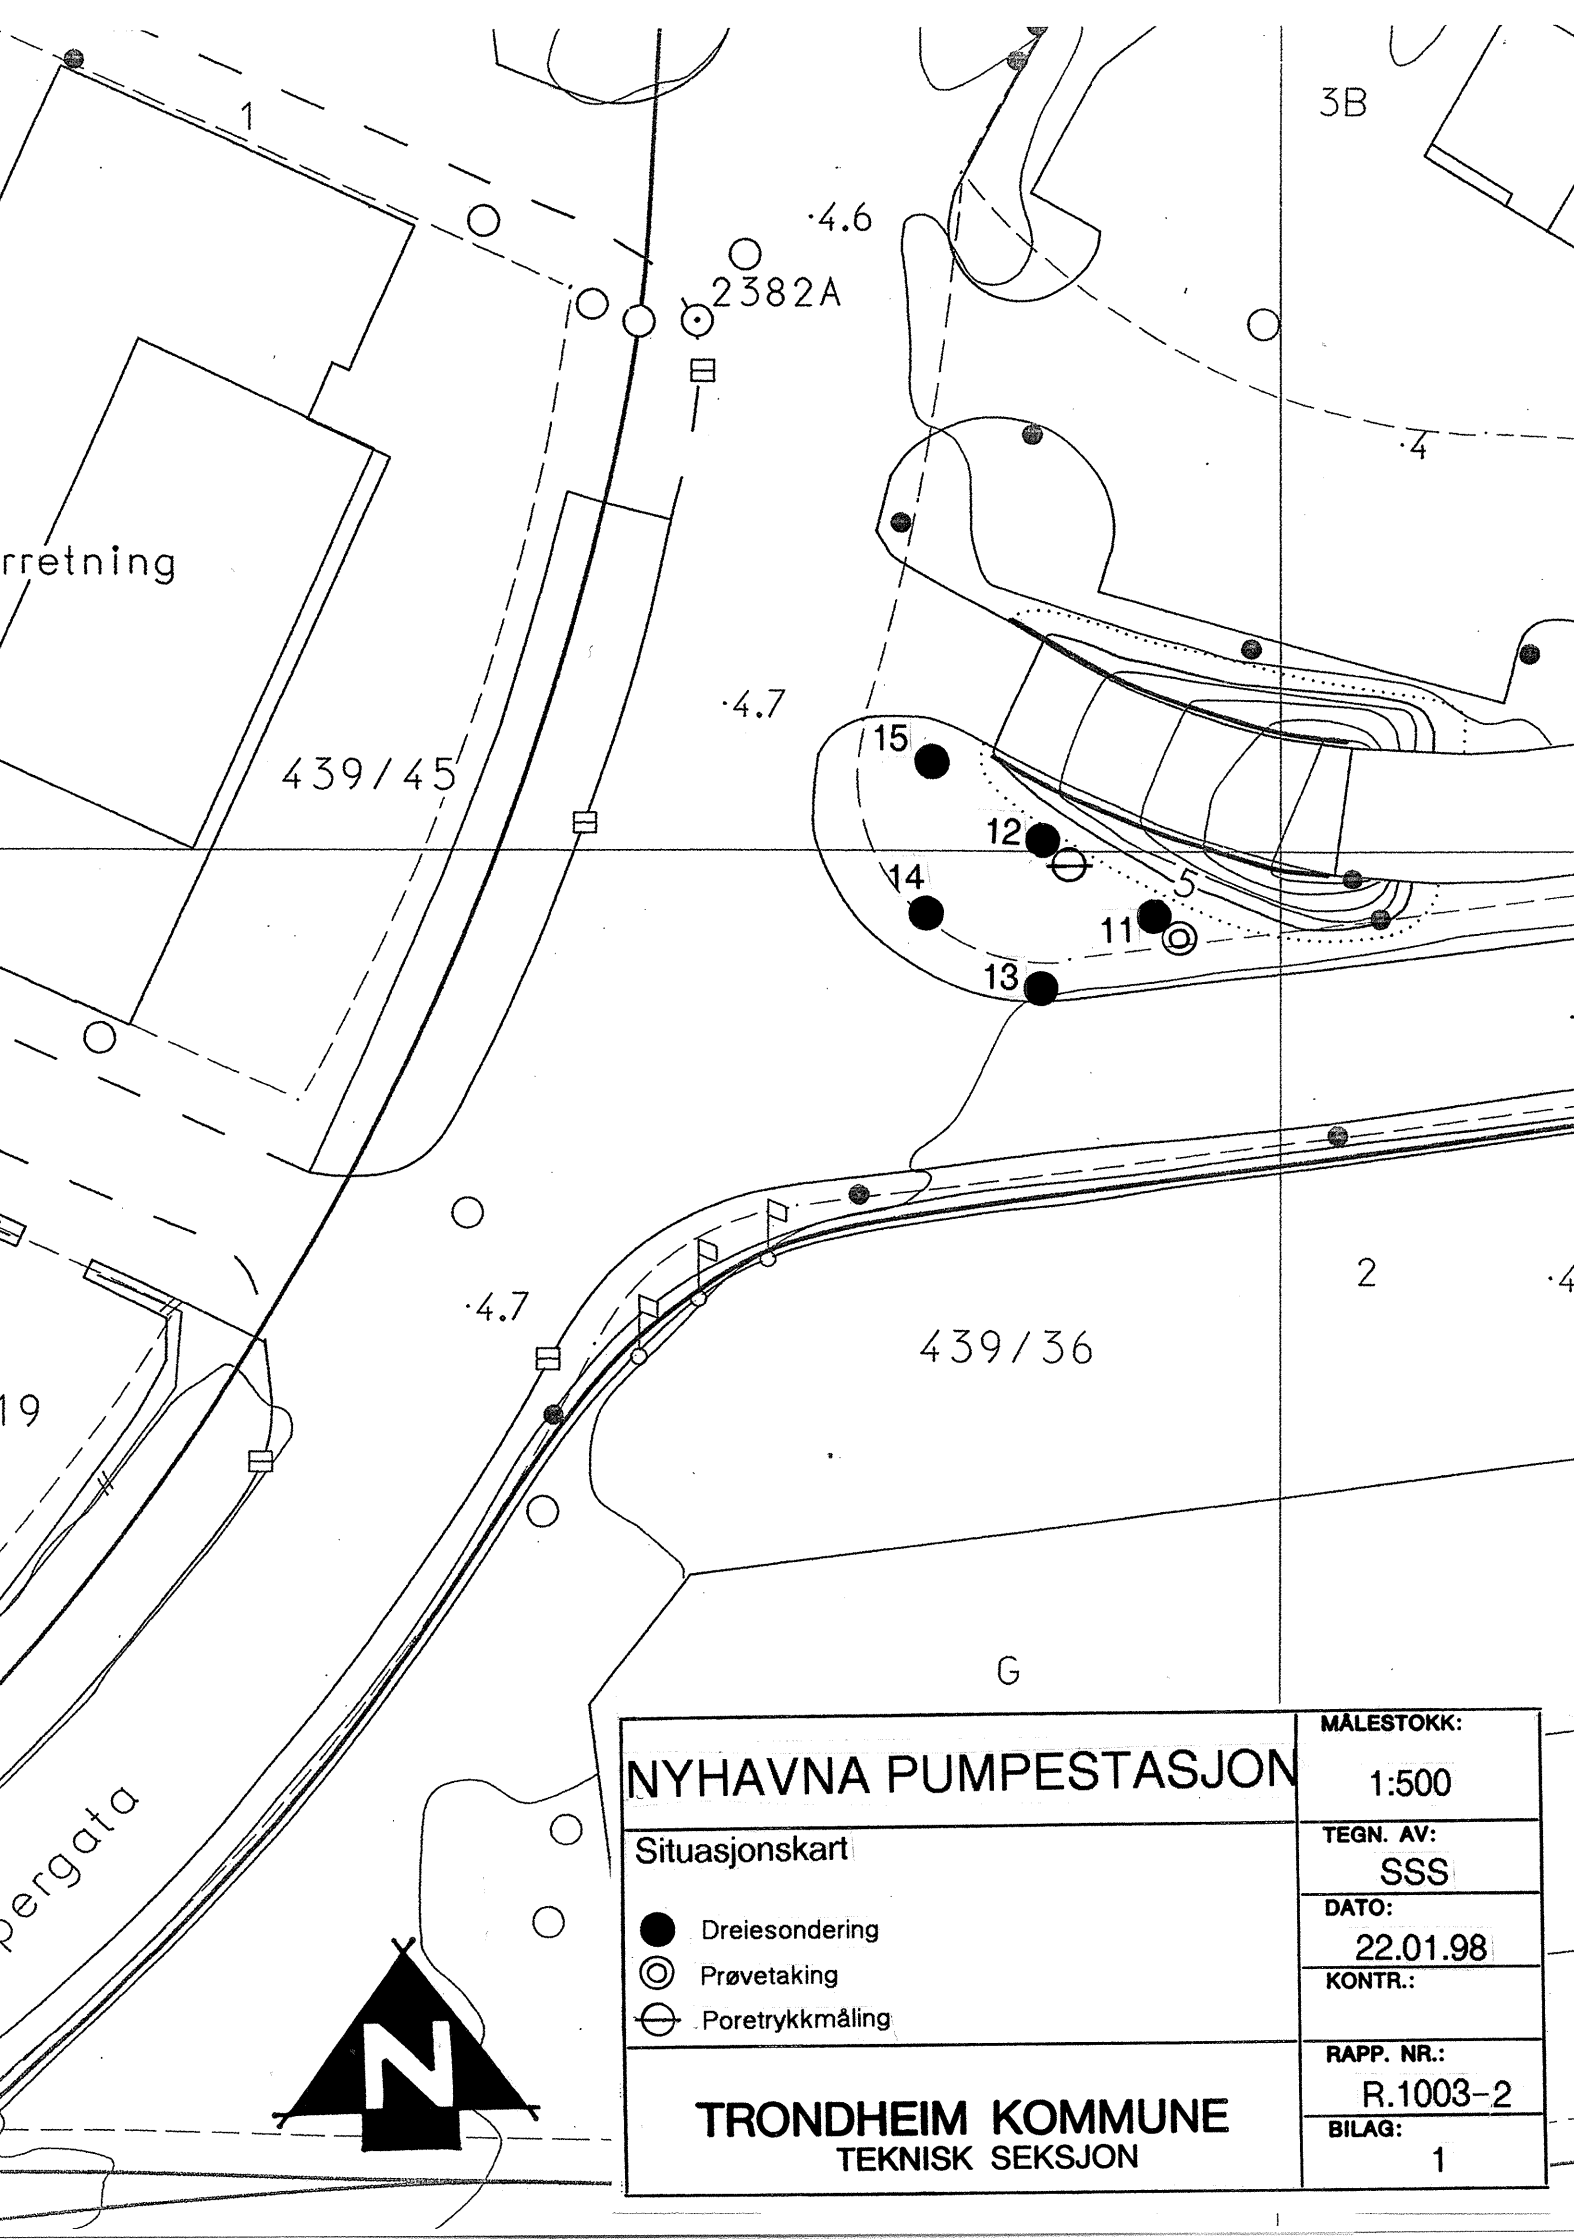 1
3B
·4.6
2382A
·4
rretning
·4.7
15
439/45
12
14
5
11
13
2
·4
·4.7
439/36
19
G
pergata
N
NYHAVNA PUMPESTASJON
Situasjonskart
Dreiesondering
Prøvetaking
Poretrykkmåling
TRONDHEIM KOMMUNE
TEKNISK SEKSJON
MÅLESTOKK:
1:500
TEGN. AV:
SSS
DATO:
22.01.98
KONTR.:
RAPP. NR.:
R.1003-2
BILAG:
1